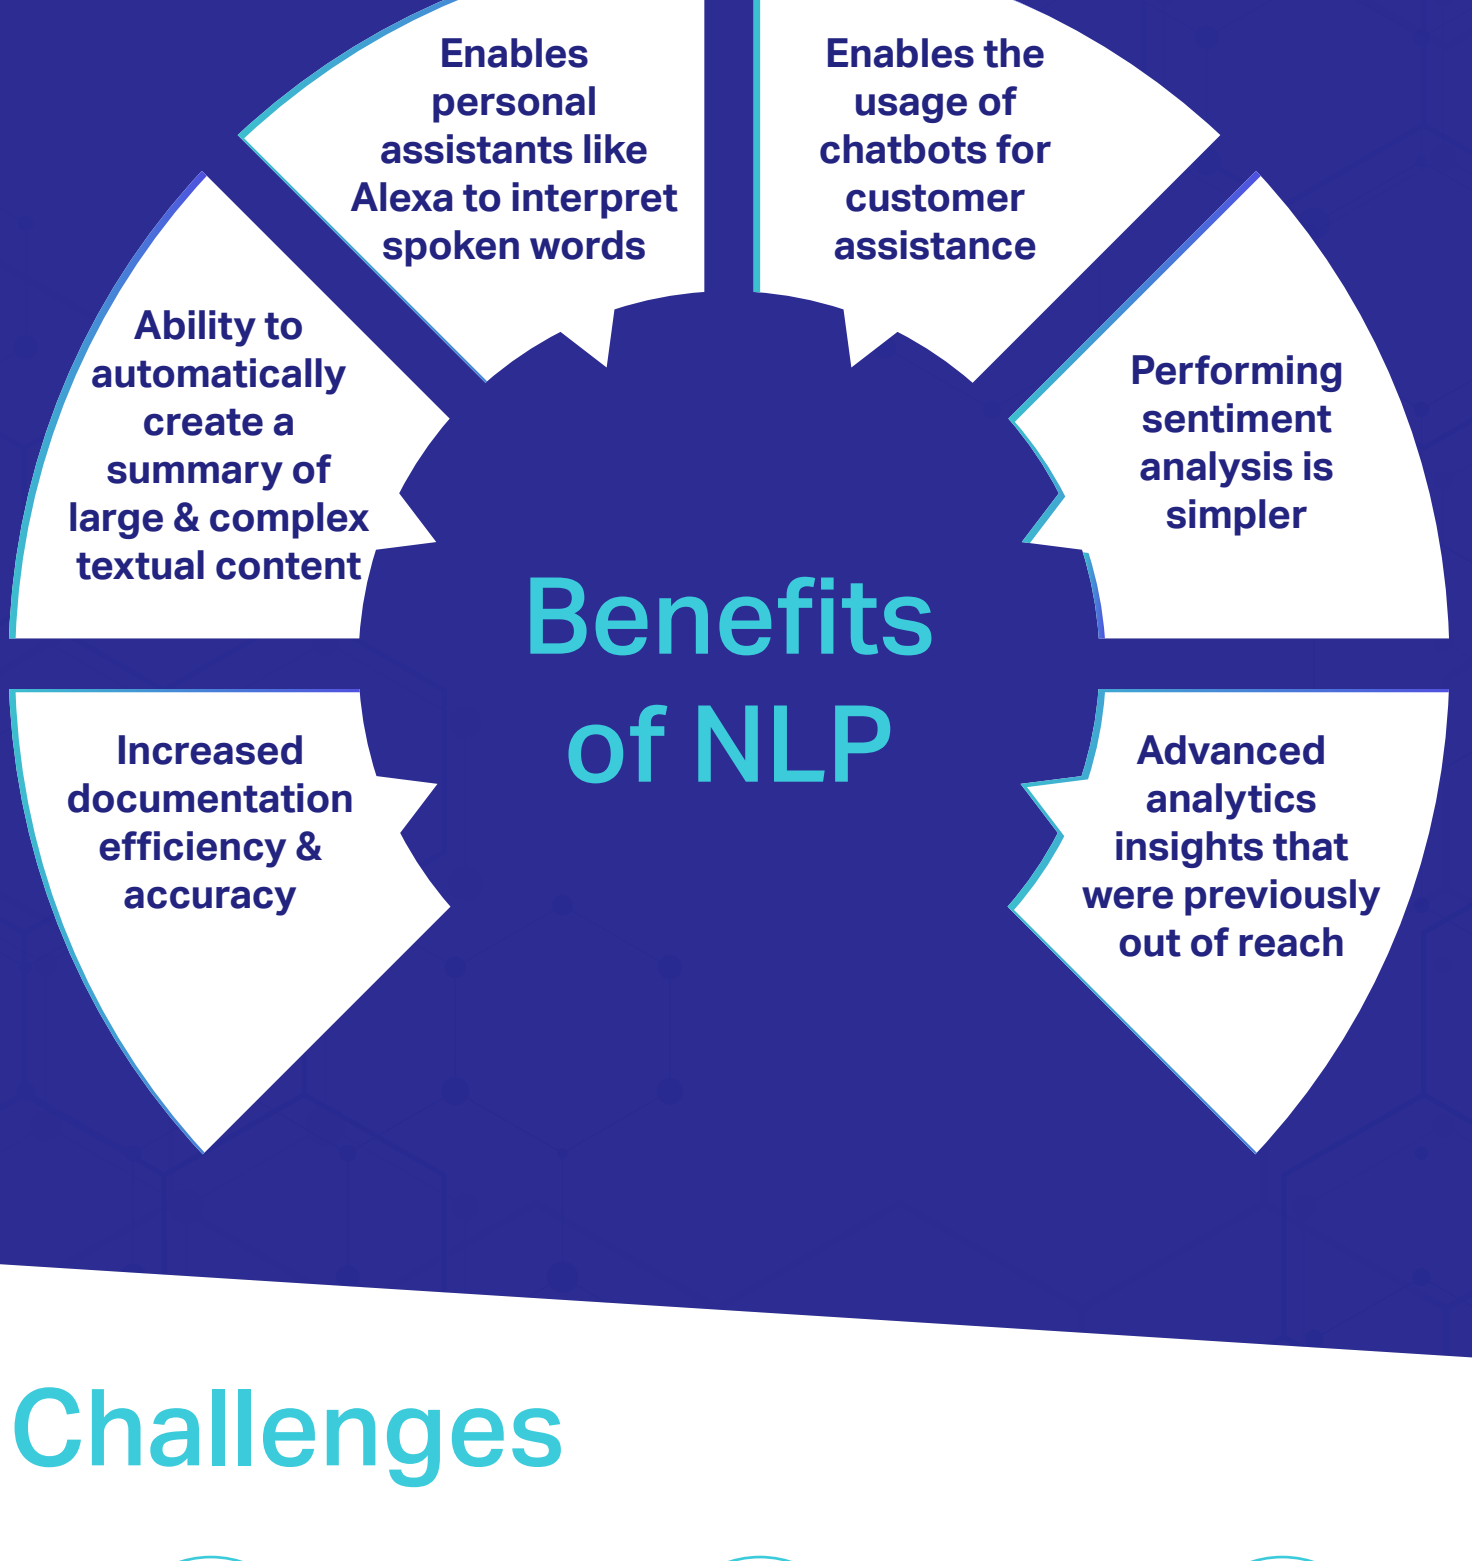 Enables
personal
assistants like
Alexa to interpret
spoken words
Enables the
usage of
chatbots for
customer
assistance
Ability to
automatically
create a
summary of
large & complex
textual content
Performing
sentiment
analysis is
simpler
Benefits
of NLP
Increased
documentation
efficiency &
accuracy
Advanced
analytics
insights that
were previously
out of reach
Challenges